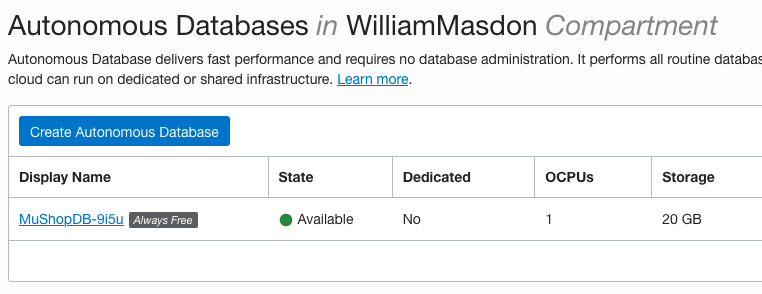 Autonomous Databases in WilliamMasdon Compartment
Autonomous Database delivers fast performance and requires no database administration. It performs all routine
cloud can run on dedicated or shared infrastructure. Learn more.
Create Autonomous Database
Display Name State Dedicated OCPUs Storage
MuShopDB-9i5u Always Free Available No 1 20 GB